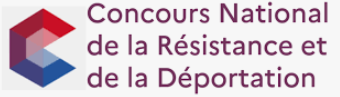 Concours National
de la Résistance et
de la Déportation